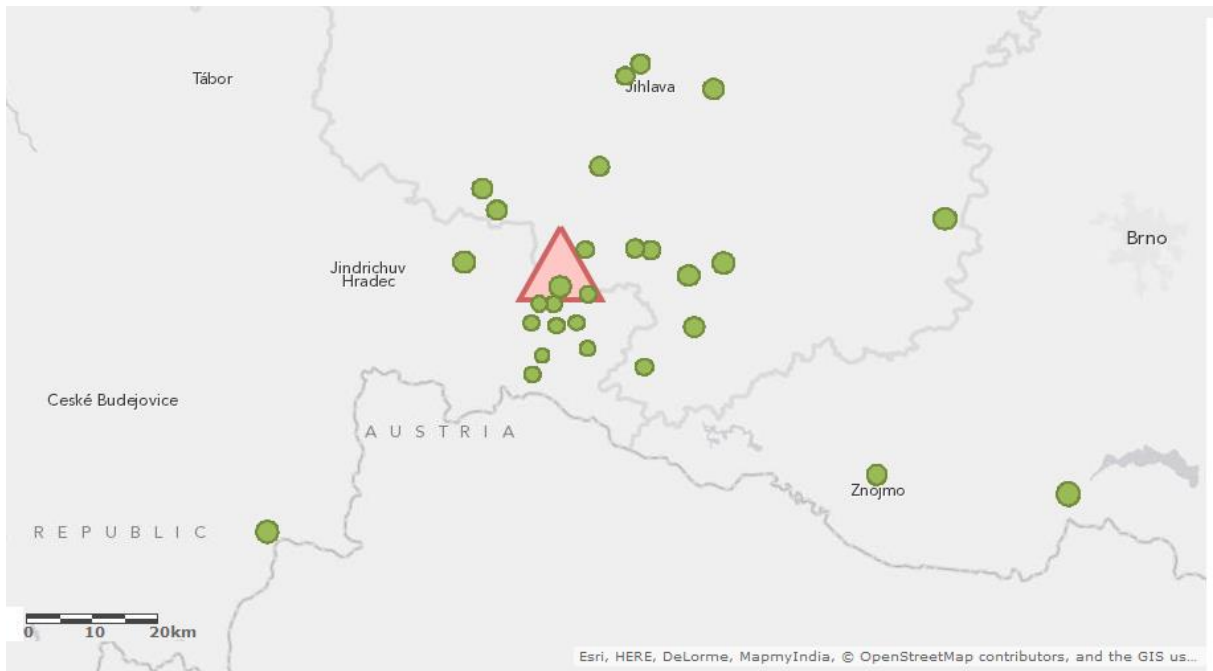 Tábor
Jihlava
Brno
Jindrichuv
Hradec
Ceské Budejovice
AUSTRIA
Znojmo
REPUBLIC
0 10 20km
Esri, HERE, DeLorme, MapmyIndia, © OpenStreetMap contributors, and the GIS us...